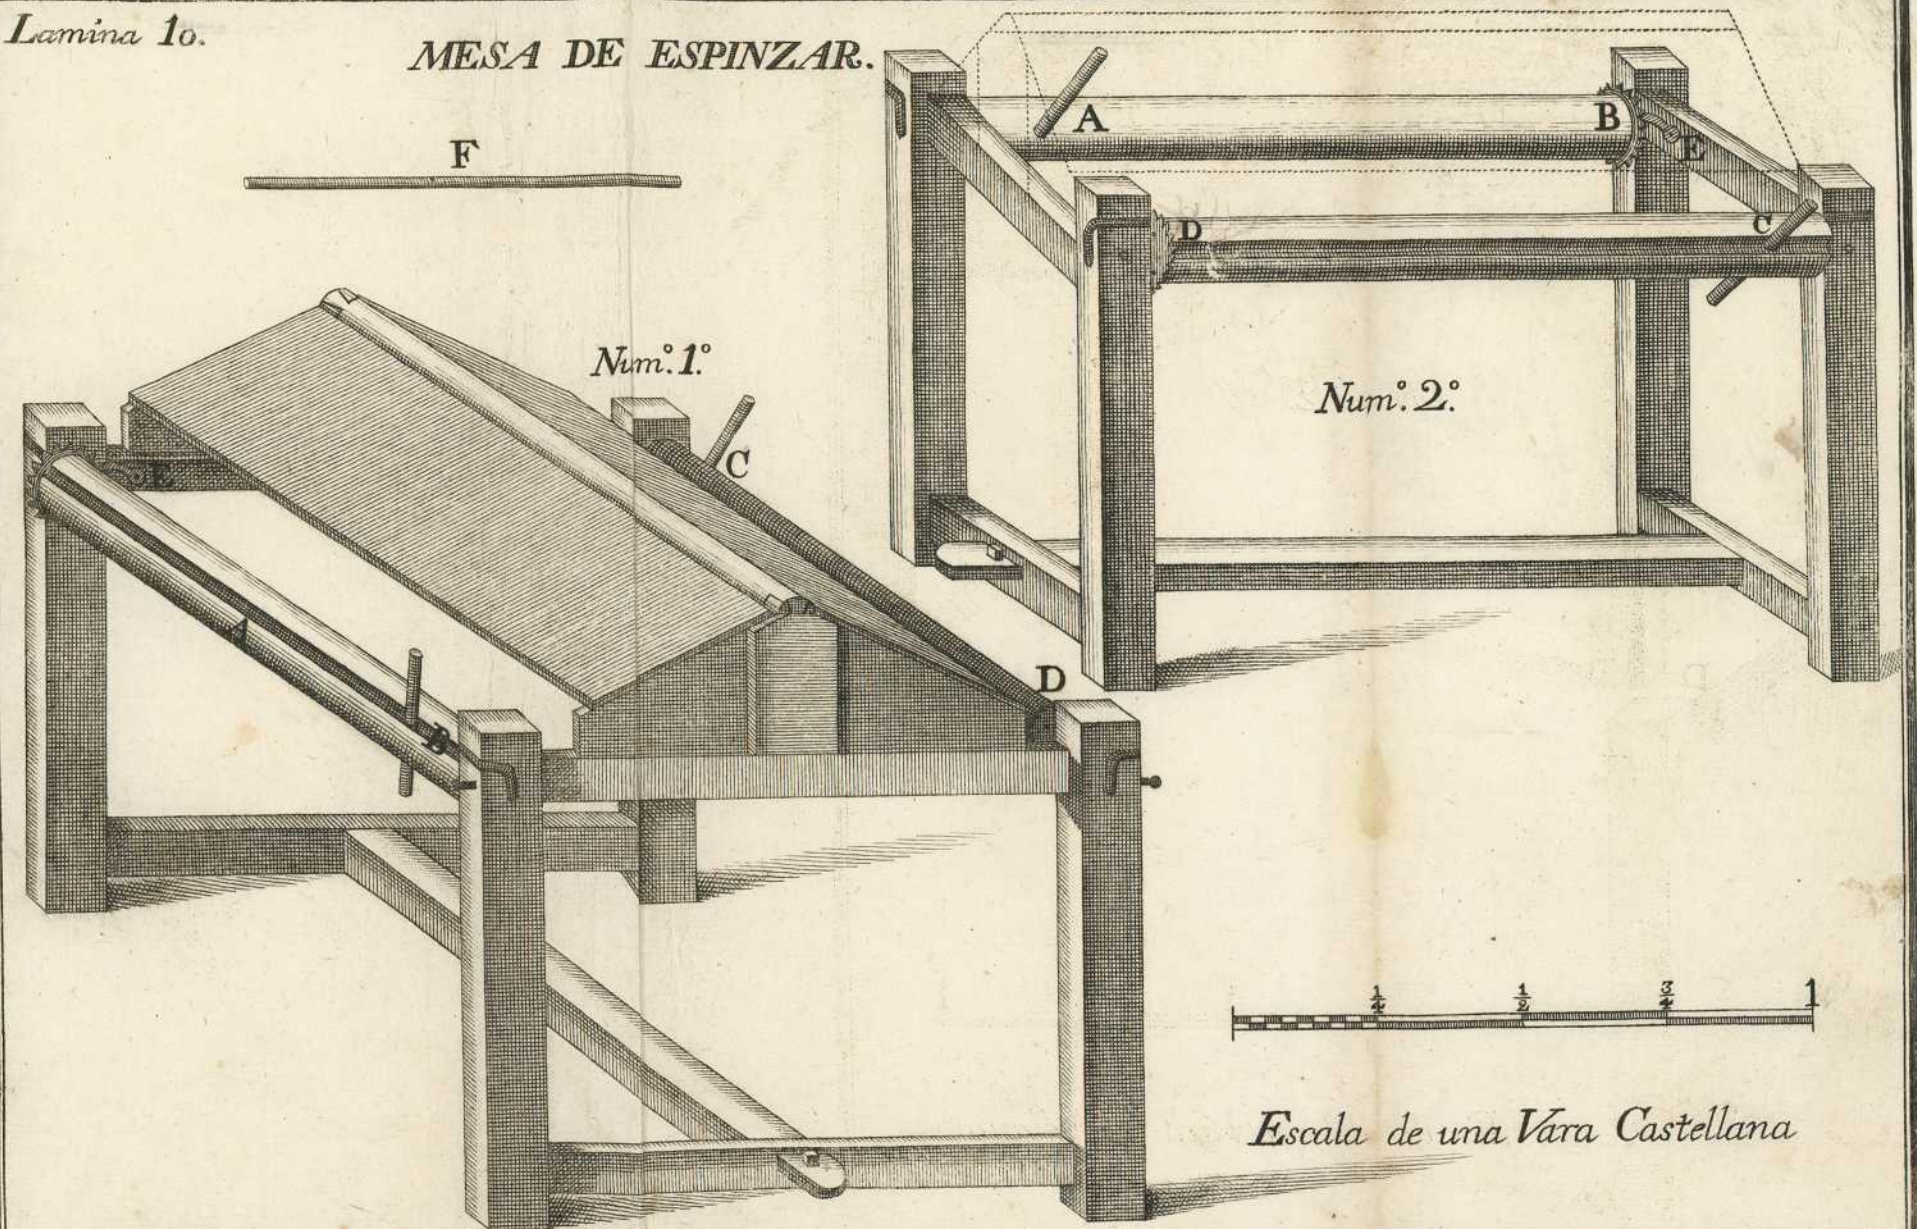 Lamina 10.
MESA DE ESPINZAR.
F
A
B
E
D
C
Num.º 1.º
Num.º 2.º
C
E
A
B
D
1/4 1/2 3/4 1
Escala de una Vara Castellana